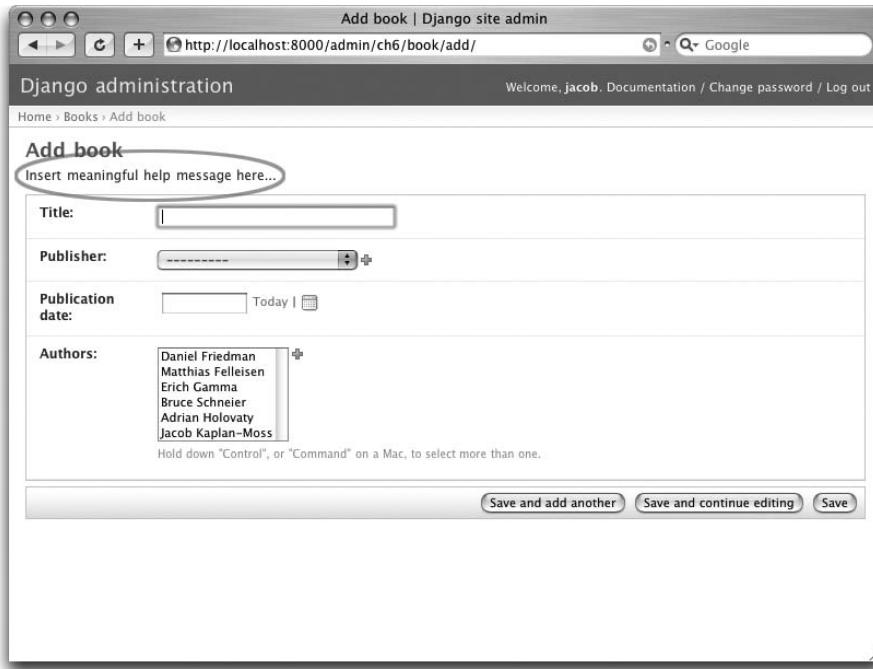 Add book | Django site admin
http://localhost:8000/admin/ch6/book/add/
Google
Django administration
Welcome, jacob. Documentation / Change password / Log out
Home › Books › Add book
Add book
Insert meaningful help message here...
Title:
Publisher:
---------
Publication
date:
Today |
Authors:
Daniel Friedman
Matthias Felleisen
Erich Gamma
Bruce Schneier
Adrian Holovaty
Jacob Kaplan-Moss
Hold down "Control", or "Command" on a Mac, to select more than one.
Save and add another
Save and continue editing
Save